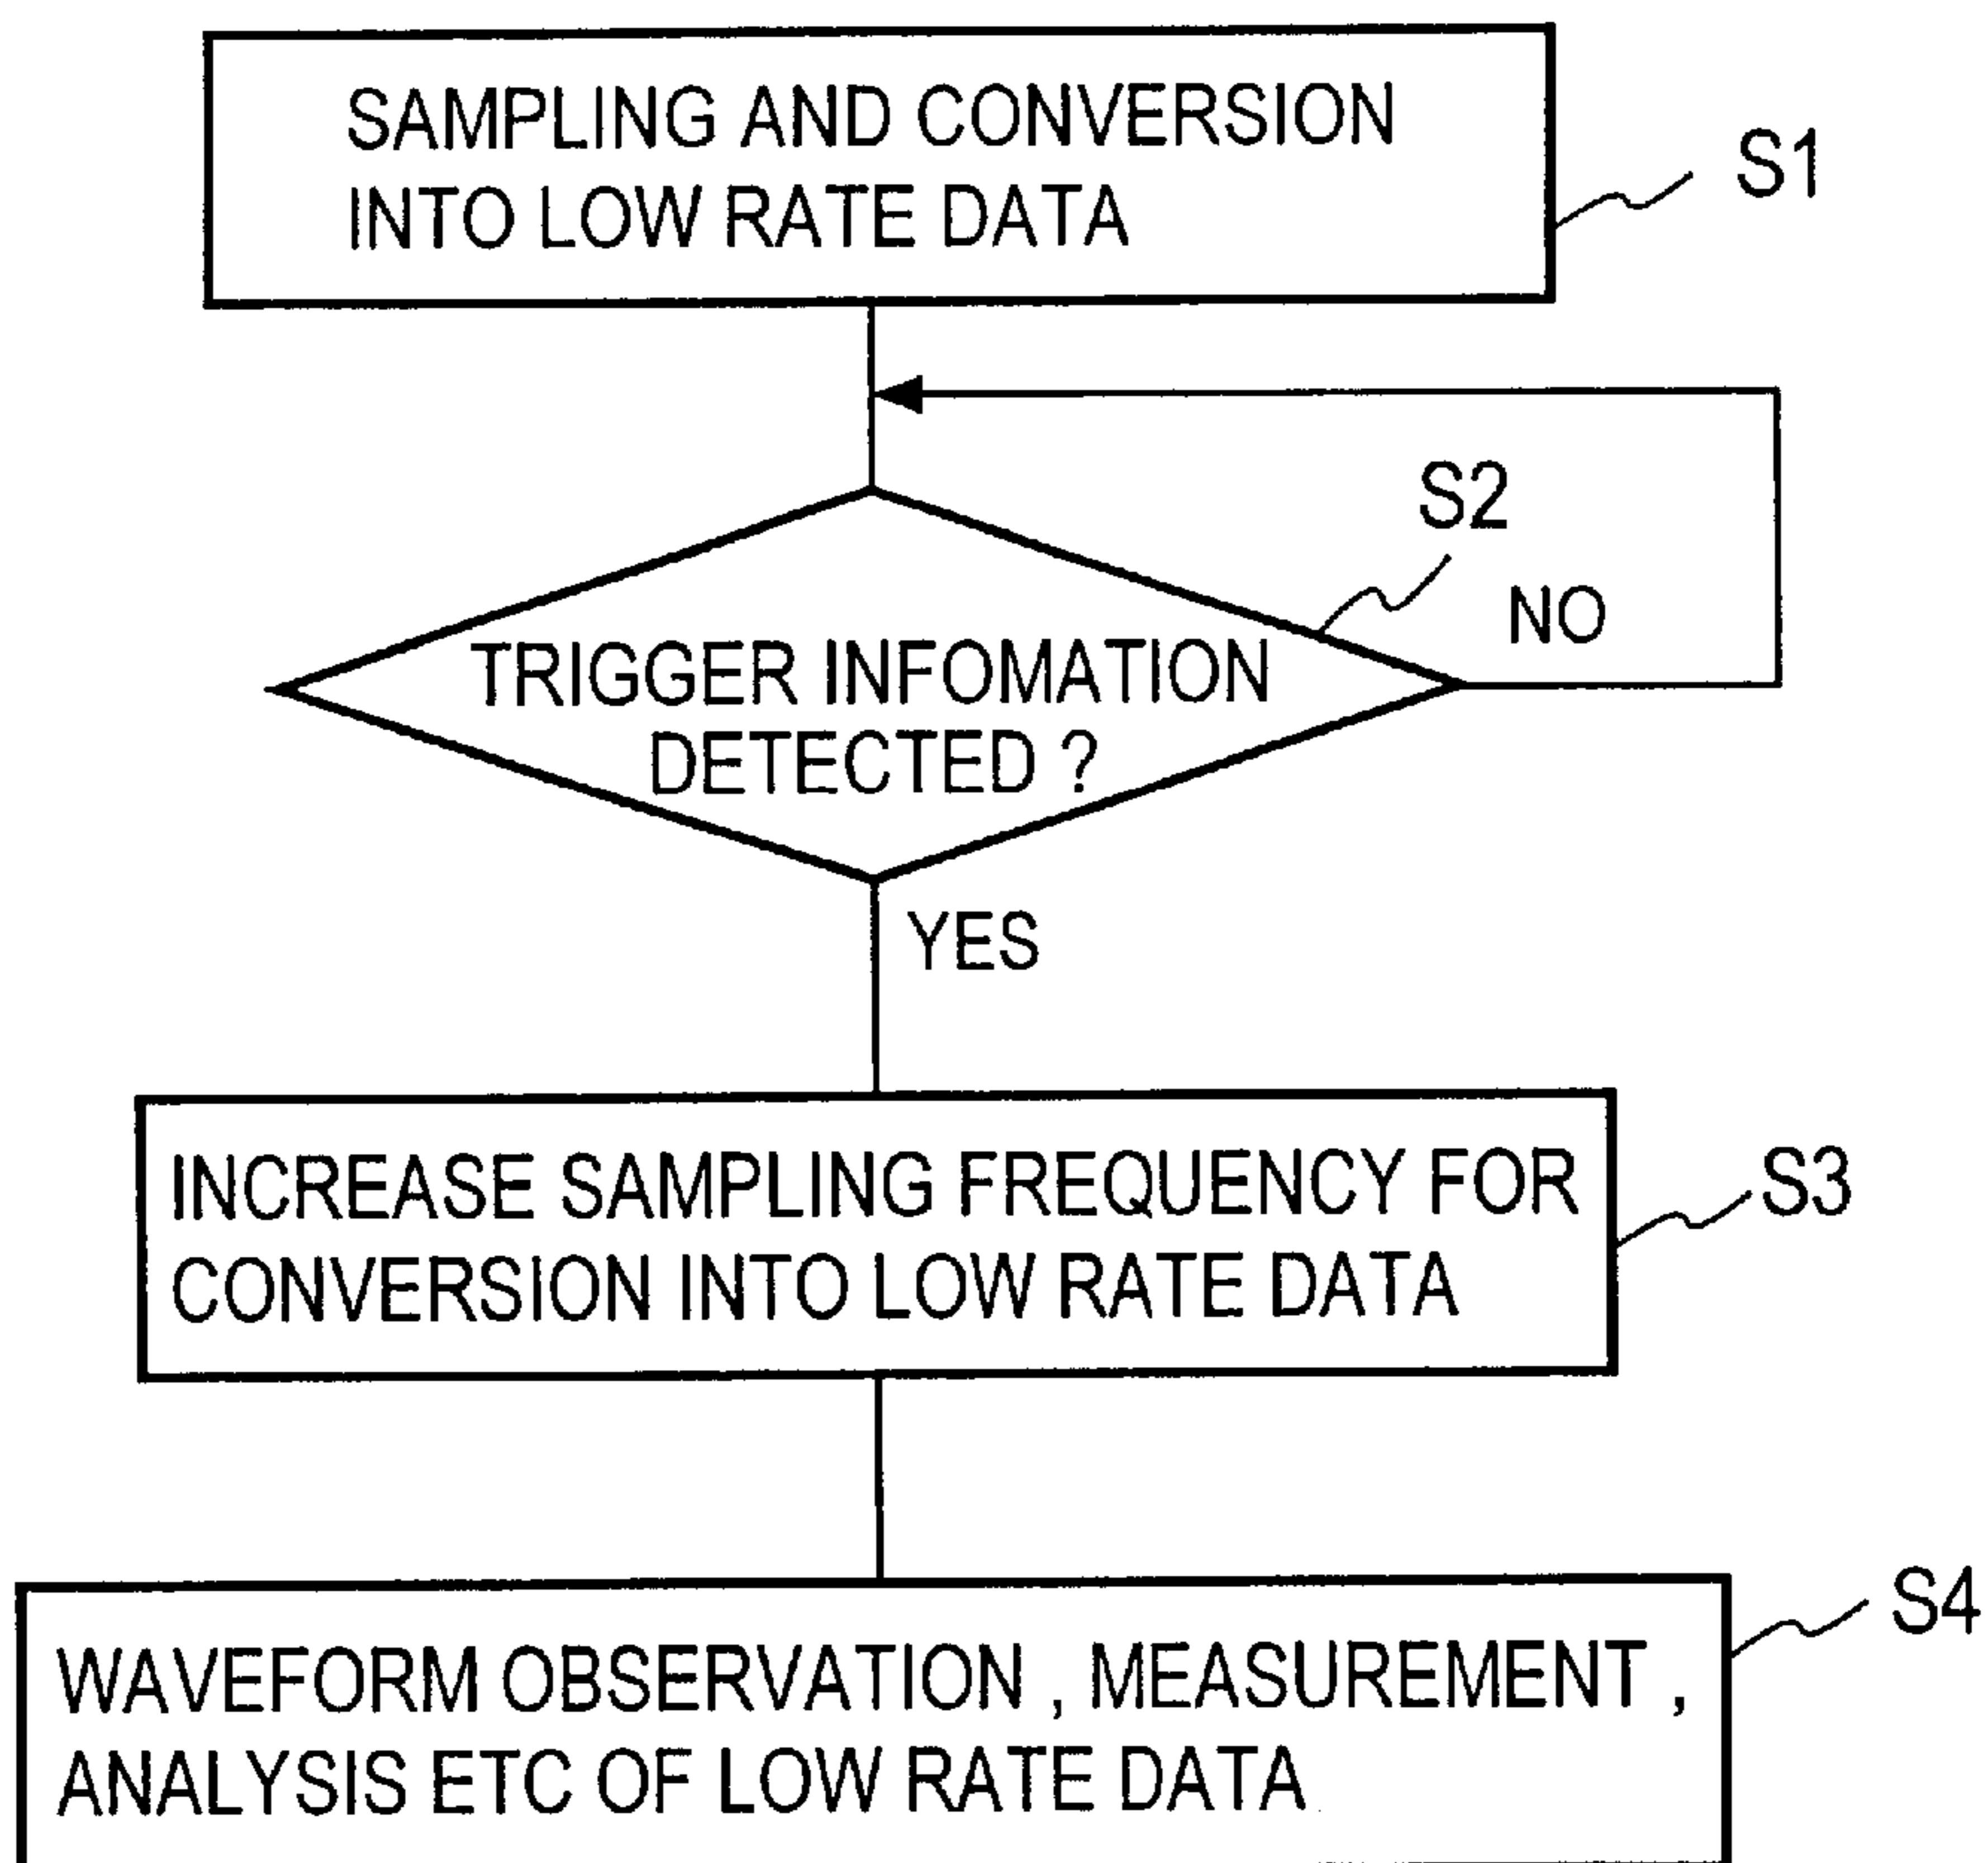 SAMPLING AND CONVERSION
INTO LOW RATE DATA
S1
S2
NO
TRIGGER INFOMATION
DETECTED ?
YES
INCREASE SAMPLING FREQUENCY FOR
CONVERSION INTO LOW RATE DATA
S3
S4
WAVEFORM OBSERVATION , MEASUREMENT ,
ANALYSIS ETC OF LOW RATE DATA